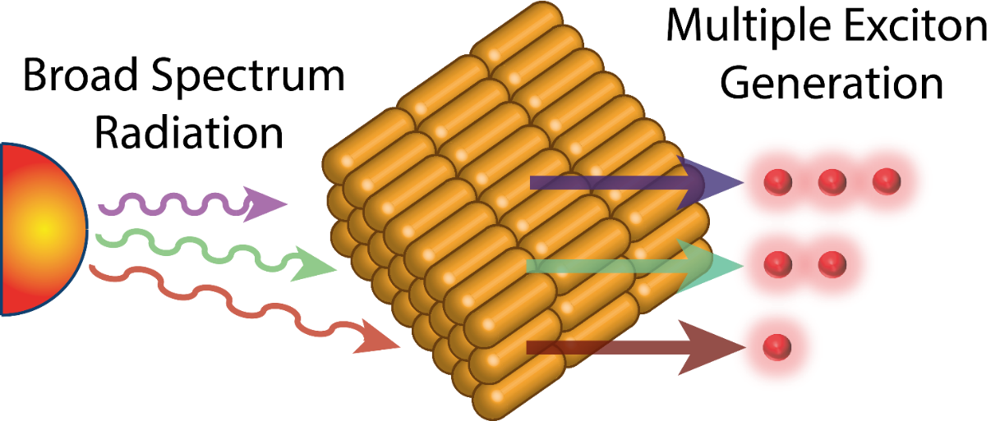 Broad Spectrum
Radiation
Multiple Exciton
Generation